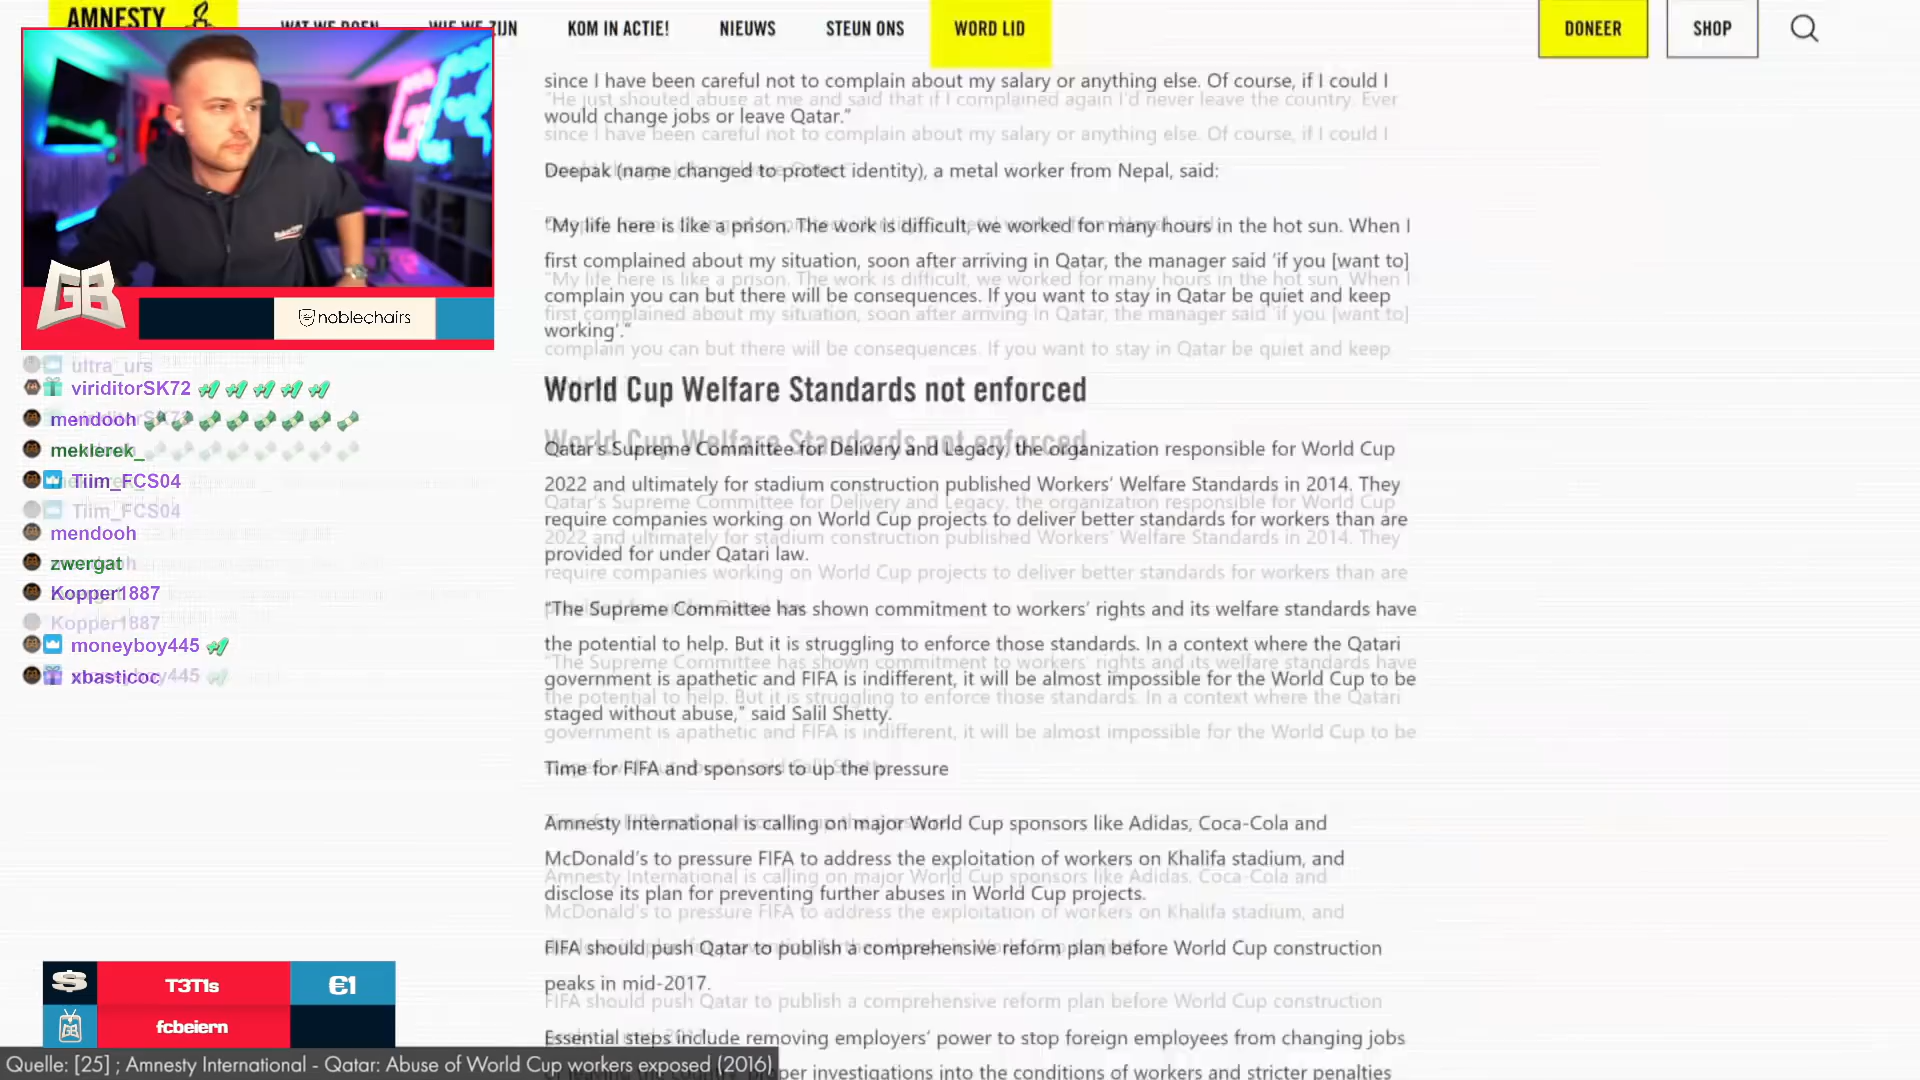 AMNESTY
WAT WE DOEN
WIE WE ZIJN
KOM IN ACTIE!
NIEUWS
STEUN ONS
WORD LID
DONEER
SHOP
since I have been careful not to complain about my salary or anything else. Of course, if I could I
would change jobs or leave Qatar.”
Deepak (name changed to protect identity), a metal worker from Nepal, said:
“My life here is like a prison. The work is difficult, we worked for many hours in the hot sun. When I
first complained about my situation, soon after arriving in Qatar, the manager said ‘if you [want to]
complain you can but there will be consequences. If you want to stay in Qatar be quiet and keep
working’.“
World Cup Welfare Standards not enforced
Qatar’s Supreme Committee for Delivery and Legacy, the organization responsible for World Cup
2022 and ultimately for stadium construction published Workers’ Welfare Standards in 2014. They
require companies working on World Cup projects to deliver better standards for workers than are
provided for under Qatari law.
“The Supreme Committee has shown commitment to workers’ rights and its welfare standards have
the potential to help. But it is struggling to enforce those standards. In a context where the Qatari
government is apathetic and FIFA is indifferent, it will be almost impossible for the World Cup to be
staged without abuse,” said Salil Shetty.
Time for FIFA and sponsors to up the pressure
Amnesty International is calling on major World Cup sponsors like Adidas, Coca-Cola and
McDonald’s to pressure FIFA to address the exploitation of workers on Khalifa stadium, and
disclose its plan for preventing further abuses in World Cup projects.
FIFA should push Qatar to publish a comprehensive reform plan before World Cup construction
peaks in mid-2017.
Essential steps include removing employers’ power to stop foreign employees from changing jobs
proper investigations into the conditions of workers and stricter penalties
GB
noblechairs
ultra_urs
viriditorSK72
mendooh
meklerek_
Tiim_FCS04
Tiim_FCS04
mendooh
zwergat
Kopper1887
Kopper1887
moneyboy445
xbasticoc
T3T1s
€1
fcbeiern
Quelle: [25] ; Amnesty International - Qatar: Abuse of World Cup workers exposed (2016)